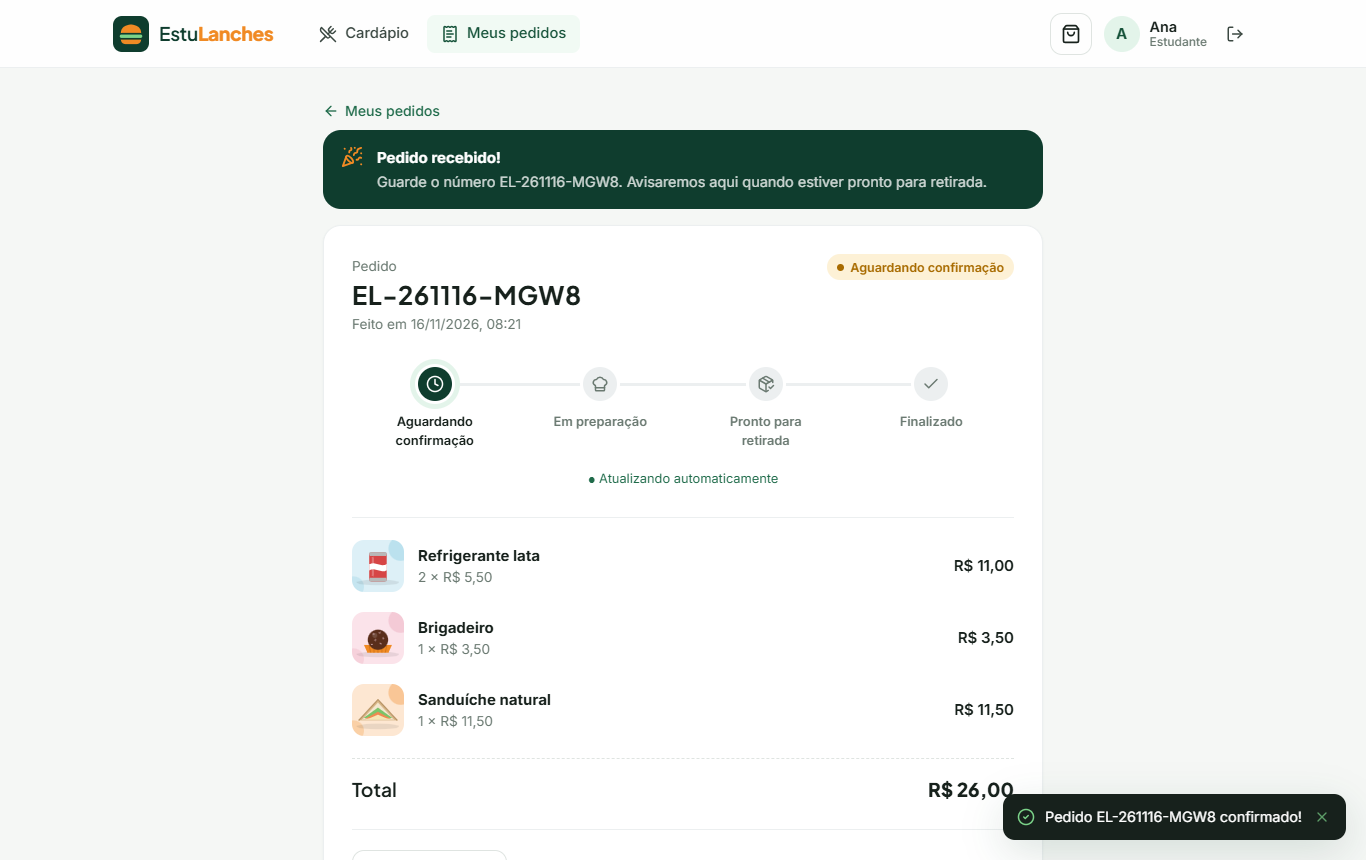 EstuLanches
Cardápio
Meus pedidos
A
Ana
Estudante
Meus pedidos
Pedido recebido!
Guarde o número EL-261116-MGW8. Avisaremos aqui quando estiver pronto para retirada.
Pedido
Aguardando confirmação
EL-261116-MGW8
Feito em 16/11/2026, 08:21
Aguardando
confirmação
Em preparação
Pronto para
retirada
Finalizado
Atualizando automaticamente
Refrigerante lata
2 × R$ 5,50
R$ 11,00
Brigadeiro
1 × R$ 3,50
R$ 3,50
Sanduíche natural
1 × R$ 11,50
R$ 11,50
Total
R$ 26,00
Pedido EL-261116-MGW8 confirmado!